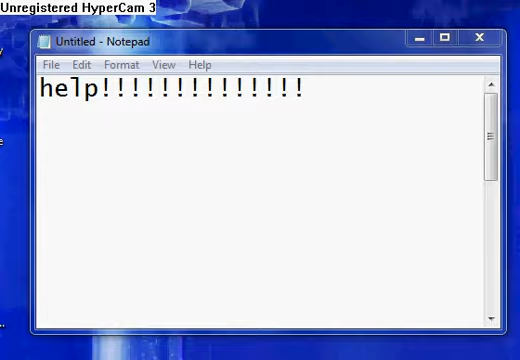 Unregistered HyperCam 3
Untitled - Notepad
File Edit Format View Help
help!!!!!!!!!!!!!!